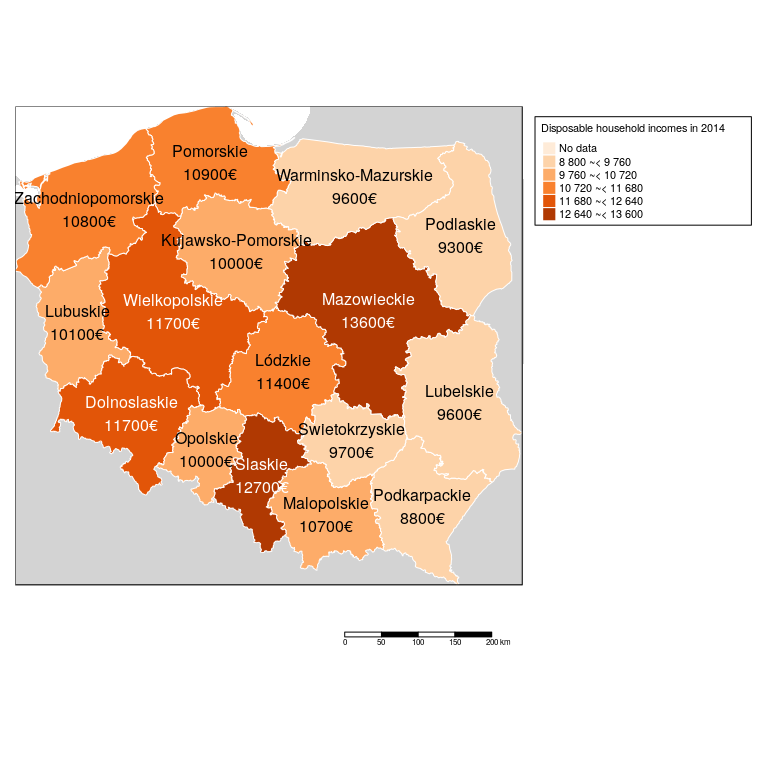 Disposable household incomes in 2014
No data
8 800 ~< 9 760
9 760 ~< 10 720
10 720 ~< 11 680
11 680 ~< 12 640
12 640 ~< 13 600
Pomorskie
10900€
Warminsko-Mazurskie
9600€
Zachodniopomorskie
10800€
Podlaskie
9300€
Kujawsko-Pomorskie
10000€
Wielkopolskie
11700€
Mazowieckie
13600€
Lubuskie
10100€
Lódzkie
11400€
Lubelskie
9600€
Dolnoslaskie
11700€
Swietokrzyskie
9700€
Opolskie
10000€
Slaskie
12700€
Malopolskie
10700€
Podkarpackie
8800€
0 50 100 150 200 km